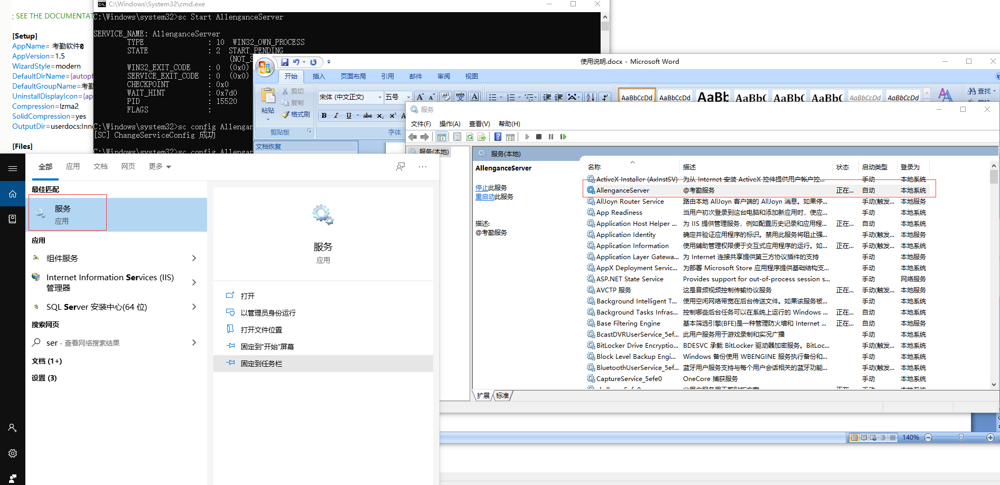 ; SEE THE DOCUMENTAT
[Setup]
AppName= 考勤软件
AppVersion=1.5
WizardStyle=modern
DefaultDirName={autopf
DefaultGroupName=考勤
UninstallDisplayIcon={ap
Compression=lzma2
SolidCompression=yes
OutputDir=userdocs:Inno
[Files]
C:\Windows\System32\cmd.exe
C:\Windows\system32>sc Start AllenganceServer
SERVICE_NAME: AllenganceServer
TYPE : 10 WIN32_OWN_PROCESS
STATE : 2 START_PENDING
(NOT_S
WIN32_EXIT_CODE : 0 (0x0)
SERVICE_EXIT_CODE : 0 (0x0)
CHECKPOINT : 0x0
WAIT_HINT : 0x7d0
PID : 15520
FLAGS :
C:\Windows\system32>sc config Allengan
[SC] ChangeServiceConfig 成功
C:\Windows\system32>sc config Allengan
使用说明.docx - Microsoft Word
开始 插入 页面布局 引用 邮件 审阅 视图
粘贴
剪切
复制
格式刷
剪贴板
宋体 (中文正文) 五号
字体
AaBbCcDd AaBbCcDd AaBb AaBbC AaBbC AaBbC AaBbCcDd AaBbCcDd
查找
文档恢复
140%
服务
文件(F) 操作(A) 查看(V) 帮助(H)
服务(本地)
服务(本地)
AllenganceServer
停止此服务
重启动此服务
描述:
@考勤服务
名称 描述 状态 启动类型 登录为
ActiveX Installer (AxInstSV) 为从 Internet 安装 ActiveX 控件提供用户帐户控... 手动 本地系统
AllenganceServer @考勤服务 正在... 自动 本地系统
AllJoyn Router Service 路由本地 AllJoyn 客户端的 AllJoyn 消息。如果停... 手动(触发... 本地服务
App Readiness 当用户初次登录到这台电脑和添加新应用时，使应... 手动 本地系统
Application Host Helper ... 为 IIS 提供管理服务，例如配置历史记录和应用程... 正在... 自动 本地系统
Application Identity 确定并验证应用程序的标识。禁用此服务将阻止强... 手动(触发... 本地服务
Application Information 使用辅助管理权限便于交互式应用程序的运行。如... 正在... 手动(触发... 本地系统
Application Layer Gatewa... 为 Internet 连接共享提供第三方协议插件的支持 手动 本地服务
AppX Deployment Servic... 为部署 Microsoft Store 应用程序提供基础结构支... 手动 本地系统
ASP.NET State Service Provides support for out-of-process session s... 手动 网络服务
AVCTP 服务 这是音频视频控制传输协议服务 正在... 手动(触发... 本地服务
Background Intelligent T... 使用空闲网络带宽在后台传送文件。如果该服务被... 手动 本地系统
Background Tasks Infras... 控制哪些后台任务可以在系统上运行的 Windows ... 正在... 自动 本地系统
Base Filtering Engine 基本筛选引擎(BFE)是一种管理防火墙和 Internet ... 正在... 自动 本地服务
BcastDVRUserService_5ef... 此用户服务用于游戏录制和实况广播 手动 本地系统
BitLocker Drive Encryptio... BDESVC 承载 BitLocker 驱动器加密服务。BitLoc... 手动(触发... 本地系统
Block Level Backup Engi... Windows 备份使用 WBENGINE 服务执行备份和... 手动 本地系统
BluetoothUserService_5ef... 蓝牙用户服务支持与每个用户会话相关的蓝牙功能... 手动(触发... 本地系统
CaptureService_5efe0 OneCore 捕获服务 手动 本地系统
扩展 标准
全部 应用 文档 网页 更多
最佳匹配
服务
应用
应用
组件服务
Internet Information Services (IIS)
管理器
SQL Server 安装中心(64 位)
搜索网页
ser - 查看网络搜索结果
文档 (1+)
设置 (3)
服务
应用
打开
以管理员身份运行
打开文件位置
固定到"开始"屏幕
固定到任务栏